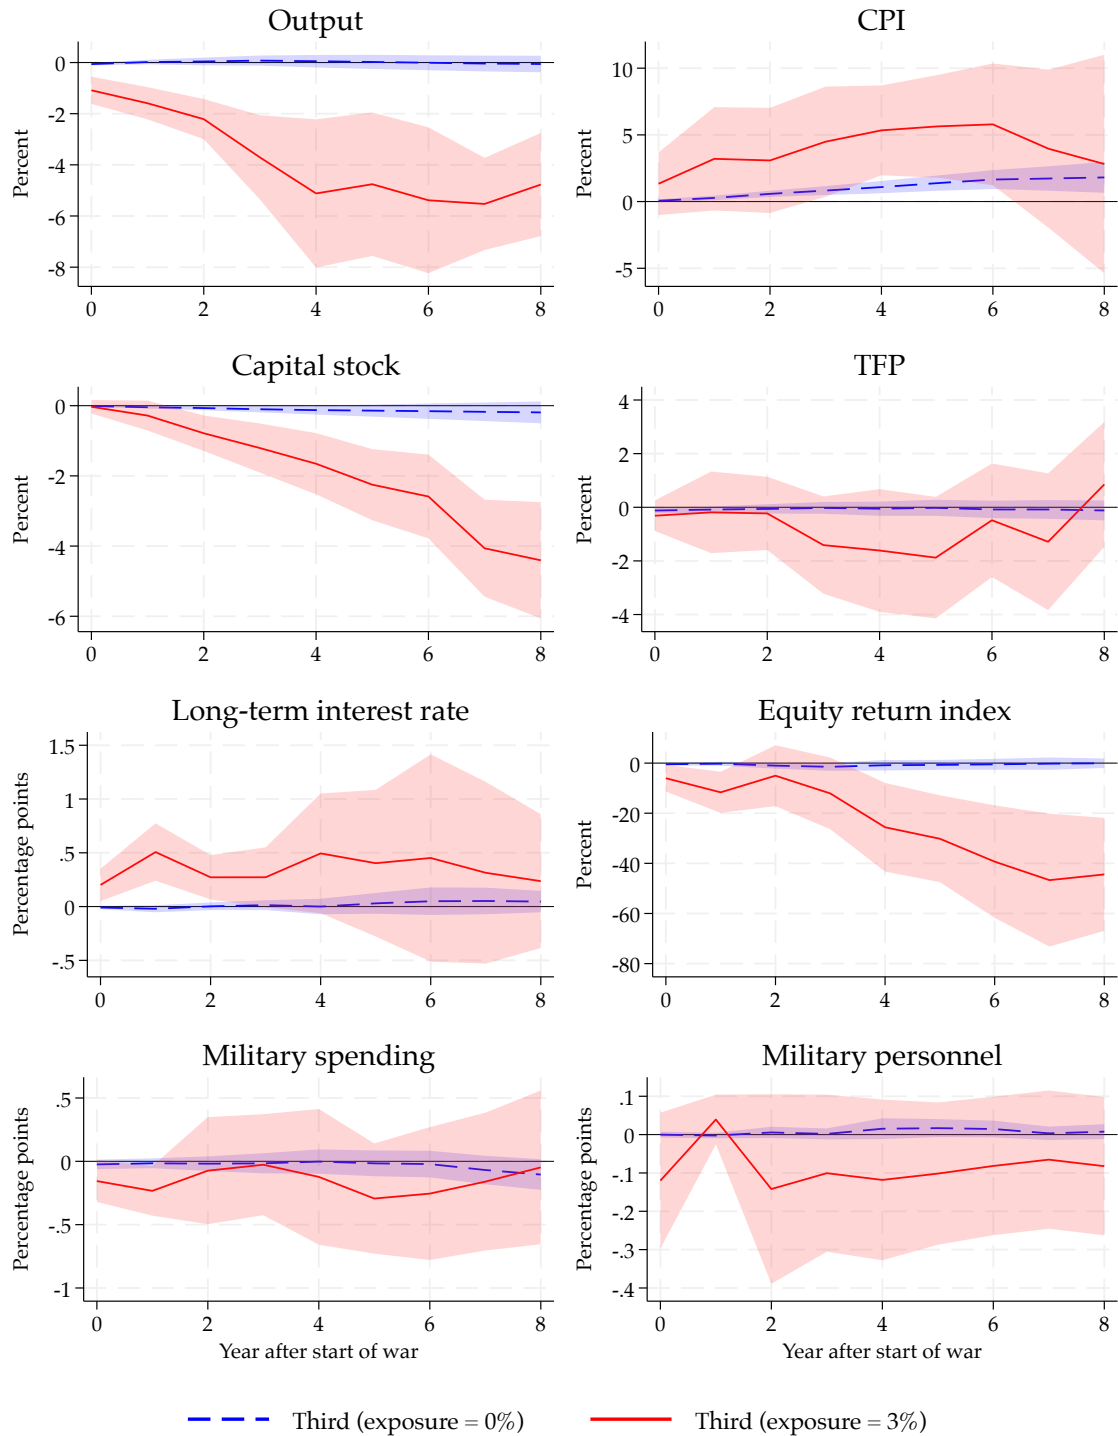 Output
Percent
0
-2
-4
-6
-8
0 2 4 6 8
CPI
Percent
10
5
0
-5
0 2 4 6 8
Capital stock
Percent
0
-2
-4
-6
0 2 4 6 8
TFP
Percent
4
2
0
-2
-4
0 2 4 6 8
Long-term interest rate
Percentage points
1.5
1
.5
0
-.5
0 2 4 6 8
Equity return index
Percent
0
-20
-40
-60
-80
0 2 4 6 8
Military spending
Percentage points
.5
0
-.5
-1
0 2 4 6 8
Year after start of war
Military personnel
Percentage points
.1
0
-.1
-.2
-.3
-.4
0 2 4 6 8
Year after start of war
Third (exposure = 0%) Third (exposure = 3%)